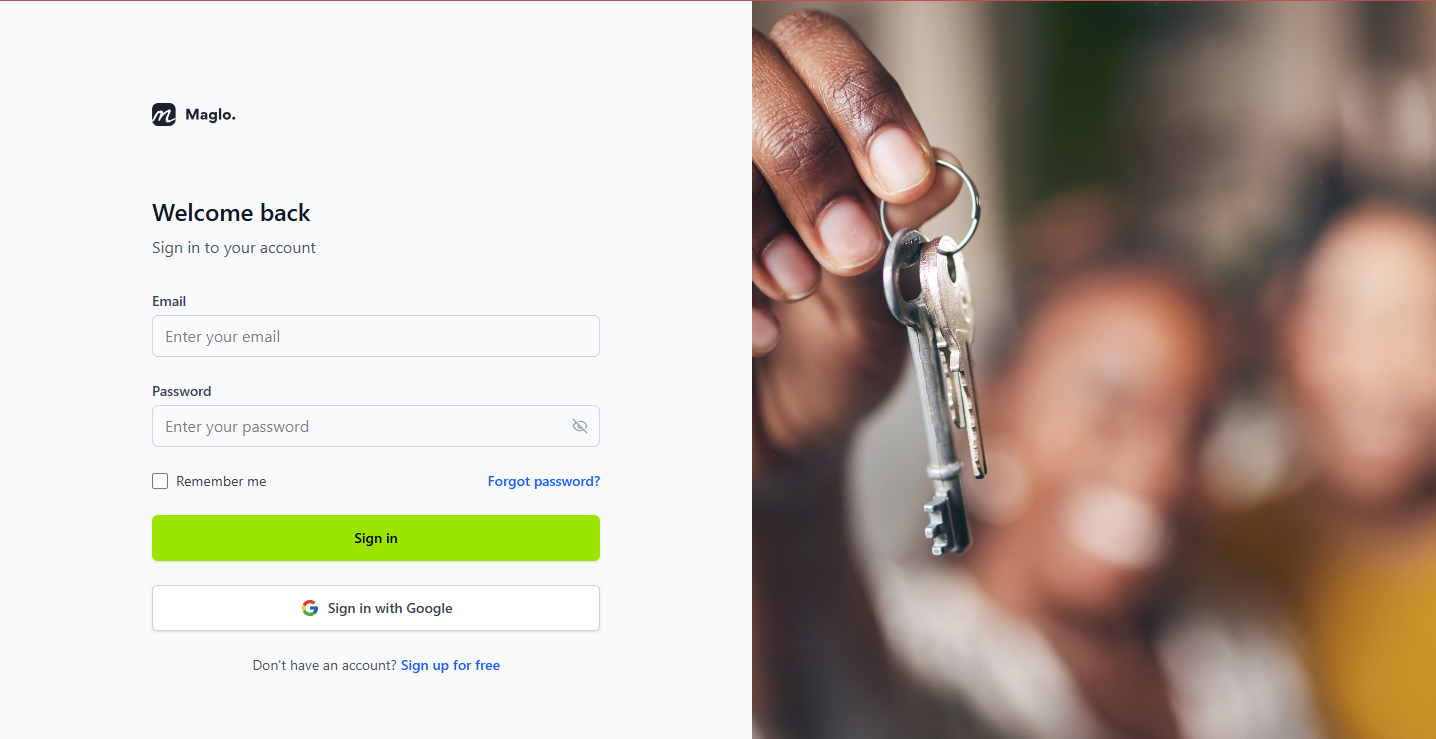 Maglo.
Welcome back
Sign in to your account
Email
Enter your email
Password
Enter your password
Remember me
Forgot password?
Sign in
Sign in with Google
Don't have an account? Sign up for free